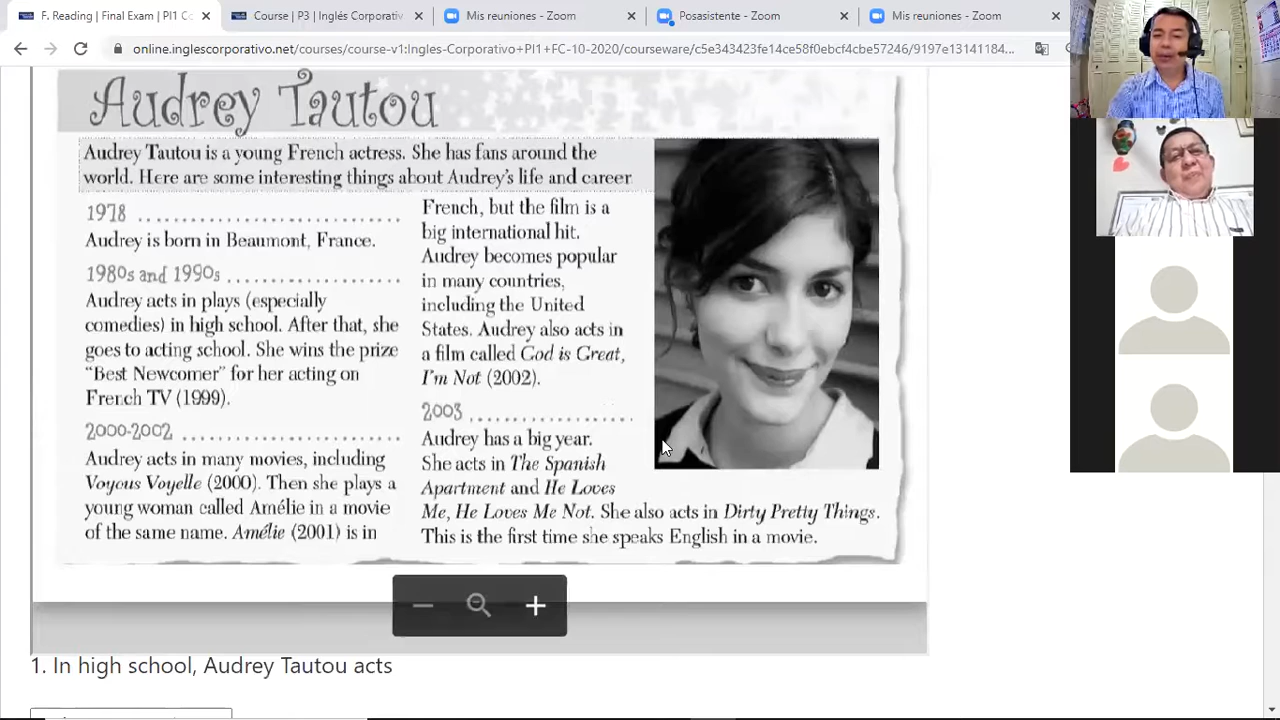 F. Reading | Final Exam | PI1 Co
Course | P3 | Inglés Corporativ
Mis reuniones - Zoom
Posasistente - Zoom
Mis reuniones - Zoom
online.inglescorporativo.net/courses/course-v1:Ingles-Corporativo+PI1+FC-10-2020/courseware/c5e343423fe14ce58f0ebcf4cbe57246/9197e13141184...
Audrey Tautou
Audrey Tautou is a young French actress. She has fans around the
world. Here are some interesting things about Audrey's life and career.
1978
Audrey is born in Beaumont, France.
1980s and 1990s
Audrey acts in plays (especially
comedies) in high school. After that, she
goes to acting school. She wins the prize
"Best Newcomer" for her acting on
French TV (1999).
2000-2002
Audrey acts in many movies, including
Voyous Voyelle (2000). Then she plays a
young woman called Amélie in a movie
of the same name. Amélie (2001) is in
French, but the film is a
big international hit.
Audrey becomes popular
in many countries,
including the United
States. Audrey also acts in
a film called God is Great,
I'm Not (2002).
2003
Audrey has a big year.
She acts in The Spanish
Apartment and He Loves
Me, He Loves Me Not. She also acts in Dirty Pretty Things.
This is the first time she speaks English in a movie.
1. In high school, Audrey Tautou acts